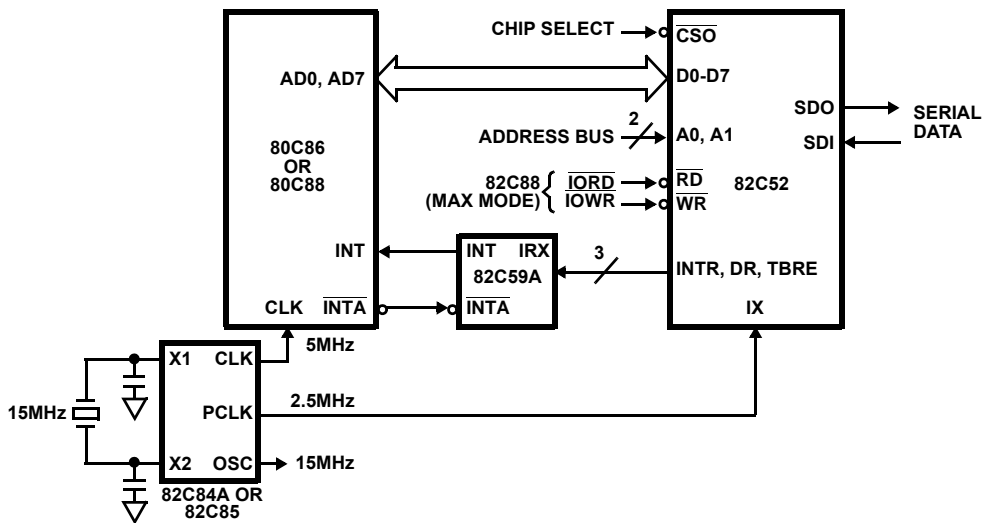 CHIP SELECT
CSO
AD0, AD7
D0-D7
SDO
SERIAL
DATA
SDI
2
ADDRESS BUS
A0, A1
80C86
OR
80C88
82C88
(MAX MODE)
IORD
IOWR
RD
WR
82C52
INT
INT
IRX
82C59A
3
INTR, DR, TBRE
CLK
INTA
INTA
IX
5MHz
X1
CLK
15MHz
PCLK
2.5MHz
X2
OSC
15MHz
82C84A OR
82C85